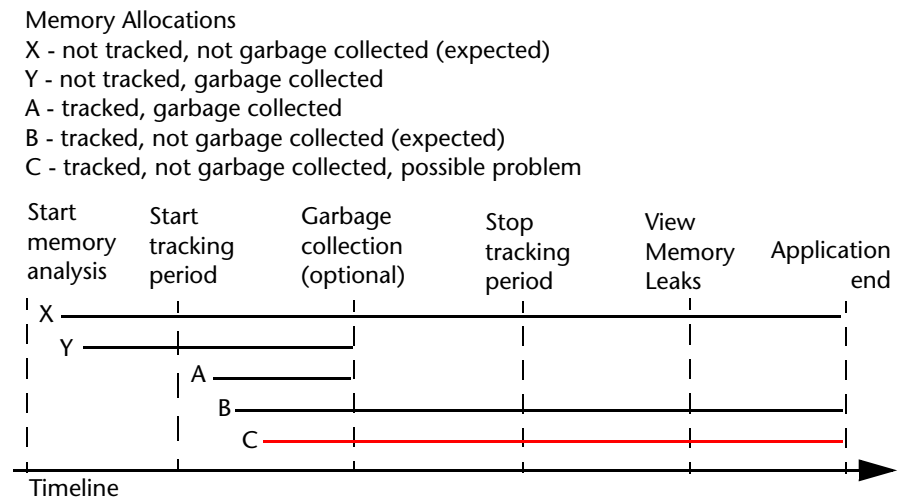 Memory Allocations
X - not tracked, not garbage collected (expected)
Y - not tracked, garbage collected
A - tracked, garbage collected
B - tracked, not garbage collected (expected)
C - tracked, not garbage collected, possible problem
Start
memory
analysis
Start
tracking
period
Garbage
collection
(optional)
Stop
tracking
period
View
Memory
Leaks
Application
end
X
Y
A
B
C
Timeline